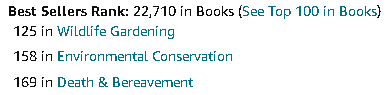 Best Sellers Rank: 22,710 in Books (See Top 100 in Books)
125 in Wildlife Gardening
158 in Environmental Conservation
169 in Death & Bereavement